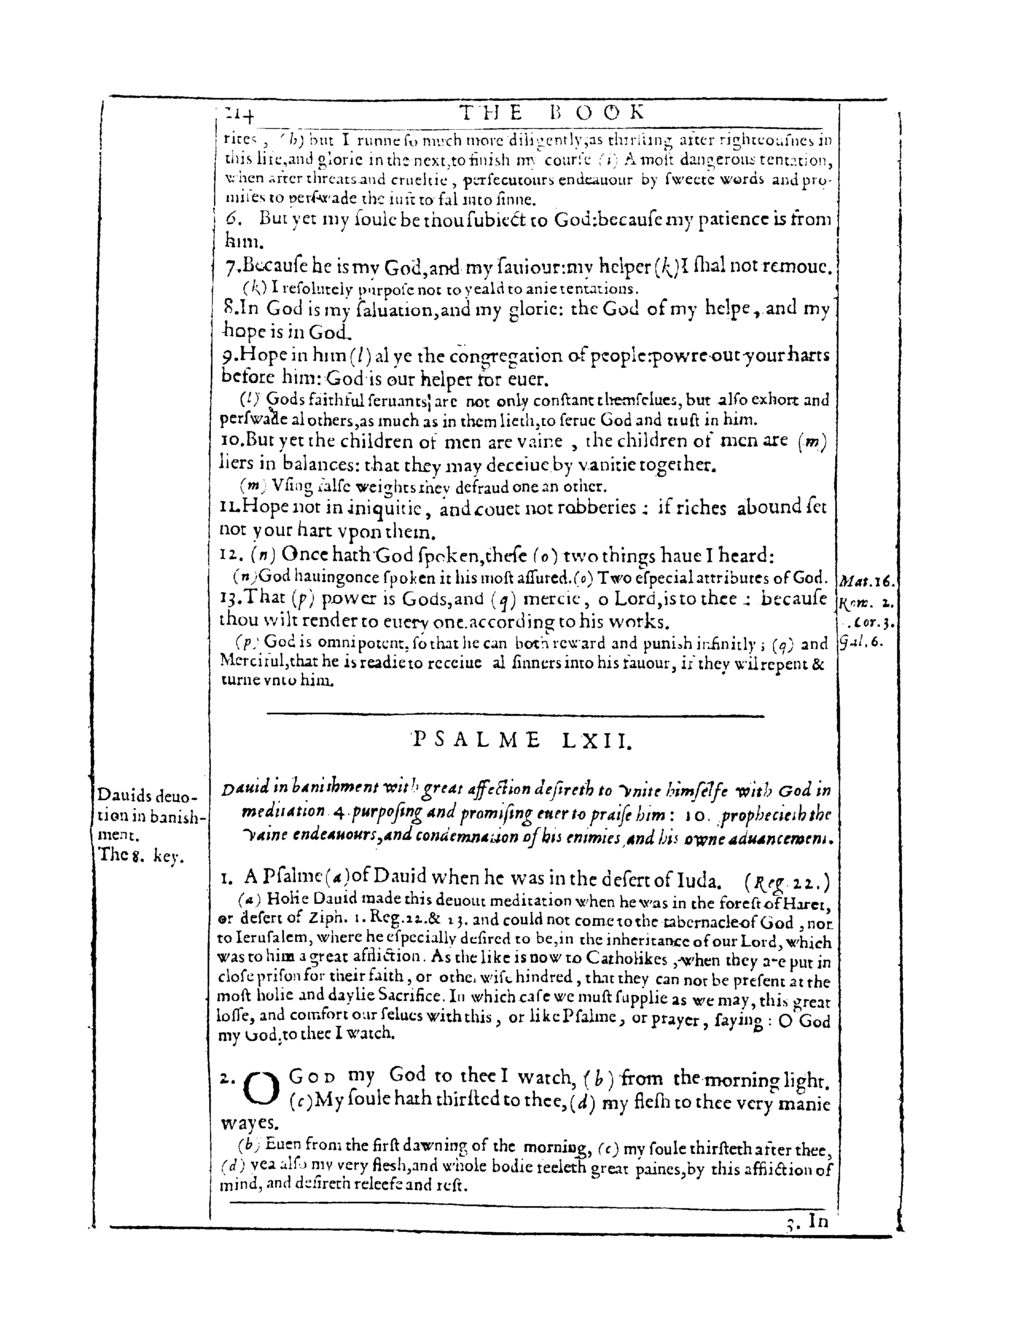 214 THE BOOK
rites, (h) but I runne ſo much more diligently, as thirſting after righteouſnes in
this life, and glorie in the next, to finish my courſe (i) A moſt dangerous tentation,
when after threats and crueltie, perſecutours endeauour by ſweete words and pro-
miſes to perſwade the iuſt to fal into ſinne.
6. But yet my ſoule be thou ſubiect to God: becauſe my patience is from
him.
7. Becauſe he is my God, and my ſauiour: my helper (k) I ſhal not remoue.
(k) I reſolutely purpoſe not to yeald to anie tentations.
8. In God is my ſaluation, and my glorie: the God of my helpe, and my
hope is in God.
9. Hope in him (l) al ye the congregation of people: powre out your harts
before him: God is our helper for euer.
(l) Gods faithful ſeruants, are not only conſtant themſelues, but alſo exhort and
perſwade al others, as much as in them lieth, to ſerue God and truſt in him.
10. But yet the children of men are vaine, the children of men are (m)
liers in balances: that they may deceiue by vanitie together.
(m) Vſing falſe weights they defraud one an other.
11. Hope not in iniquitie, and couet not robberies: if riches abound ſet
not your hart vpon them.
12. (n) Once hath God ſpoken, theſe (o) two things haue I heard:
(n) God hauing once ſpoken it his moſt aſſured. (o) Two eſpecial attributes of God.
13. That (p) power is Gods, and (q) mercie, o Lord, is to thee: becauſe
thou wilt render to euery one according to his works.
(p) God is omnipotent, ſo that he can both reward and punish infinitly; (q) and
Merciful, that he is readie to receiue al ſinners into his fauour, if they wil repent &
turne vnto him.
Mat. 16.
Rom. 2.
Cor. 3.
Gal. 6.
PSALME LXII.
Dauids deuo-
tion in banish-
ment.
The 8. key.
Dauid in banishment with great affection deſireth to vnite himſelfe with God in
meditation 4. purpoſing and promiſing euer to praiſe him: 10. prophecieth the
vaine endeauours, and condemnation of his enimies, and his owne aduancement.
1. A Pſalme (a) of Dauid when he was in the deſert of Iuda. (Reg. 22.)
(a) Holie Dauid made this deuout meditation when he was in the foreſt of Haret,
or deſert of Ziph. 1. Reg. 22. & 23. and could not come to the tabernacle of God, nor
to Ieruſalem, where he eſpecially deſired to be, in the inheritance of our Lord, which
was to him a great affliction. As the like is now to Catholikes, when they are put in
cloſe priſon for their faith, or otherwiſe hindred, that they can not be preſent at the
moſt holie and daylie Sacrifice. In which caſe we muſt ſupplie as we may, this great
loſſe, and comfort our ſelues with this, or like Pſalme, or prayer, ſaying: O God
my God, to thee I watch.
2. O GOD my God to thee I watch, (b) from the morning light.
(c) My ſoule hath thirſted to thee, (d) my fleſh to thee very manie
wayes.
(b) Euen from the firſt dawning of the morning, (c) my ſoule thirſteth after thee,
(d) yea alſo my very flesh, and whole bodie feeleth great paines, by this affliction of
mind, and deſireth releefe and reſt.
3. In